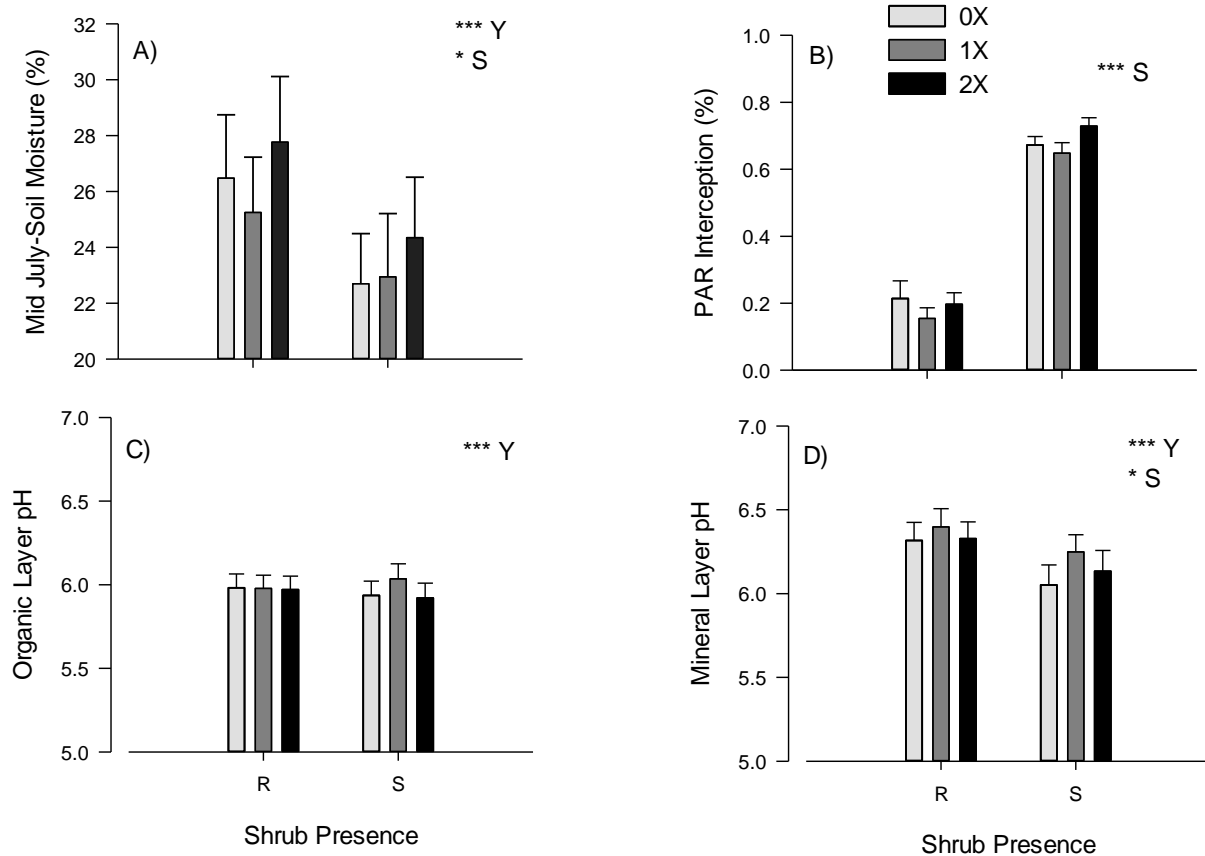 A)
*** Y
* S
Mid July-Soil Moisture (%)
32
30
28
26
24
22
20
0X
1X
2X
B)
*** S
PAR Interception (%)
1.0
0.8
0.6
0.4
0.2
0.0
C)
*** Y
Organic Layer pH
7.0
6.5
6.0
5.5
5.0
R
S
Shrub Presence
D)
*** Y
* S
Mineral Layer pH
7.0
6.5
6.0
5.5
5.0
R
S
Shrub Presence